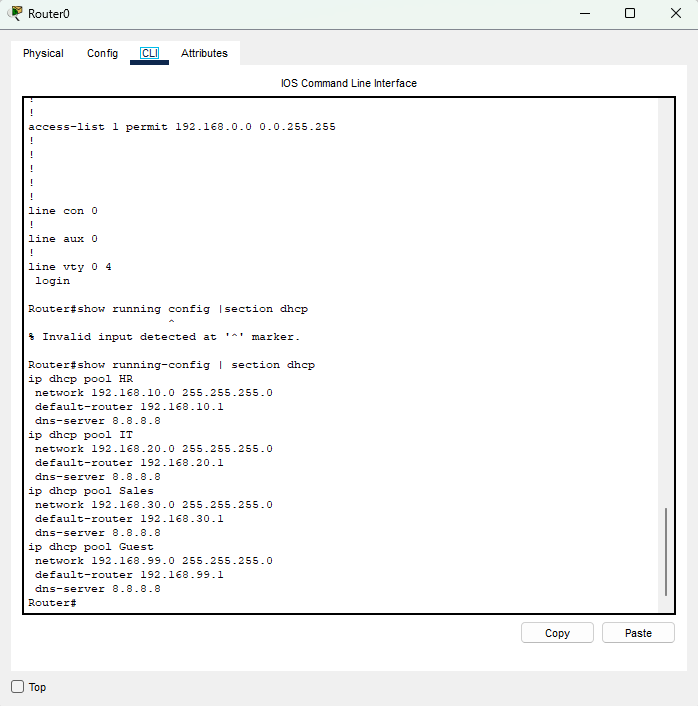 Router0
Physical Config CLI Attributes
IOS Command Line Interface
!
!
access-list 1 permit 192.168.0.0 0.0.255.255
!
!
!
!
!
line con 0
!
line aux 0
!
line vty 0 4
 login

Router#show running config |section dhcp
                    ^
% Invalid input detected at '^' marker.

Router#show running-config | section dhcp
ip dhcp pool HR
 network 192.168.10.0 255.255.255.0
 default-router 192.168.10.1
 dns-server 8.8.8.8
ip dhcp pool IT
 network 192.168.20.0 255.255.255.0
 default-router 192.168.20.1
 dns-server 8.8.8.8
ip dhcp pool Sales
 network 192.168.30.0 255.255.255.0
 default-router 192.168.30.1
 dns-server 8.8.8.8
ip dhcp pool Guest
 network 192.168.99.0 255.255.255.0
 default-router 192.168.99.1
 dns-server 8.8.8.8
Router#
Copy Paste
Top